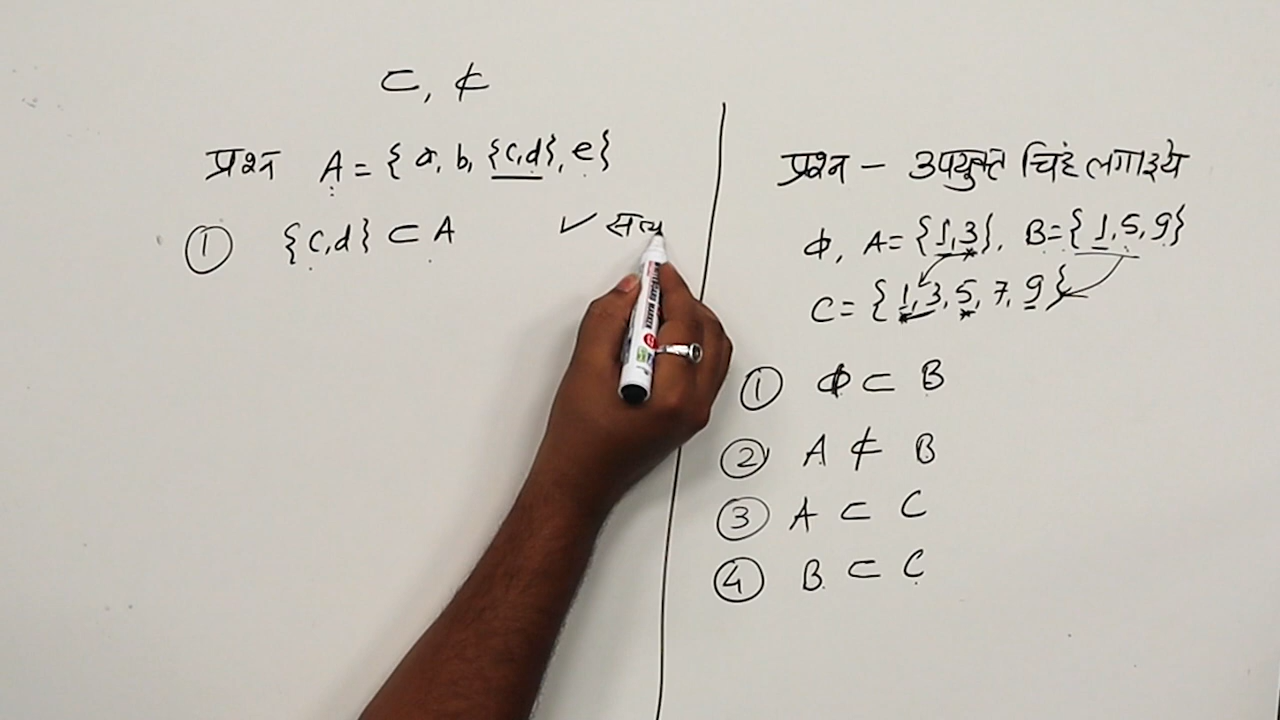 ⊂, ⊄
प्रश्न A = { a, b, {c,d}, e}
① {c,d} ⊂ A ✓ सत्य
प्रश्न - उपयुक्त चिंह लगाइये
ϕ, A = {1,3}, B = {1, 5, 9}
C = {1, 3, 5, 7, 9}
① ϕ ⊂ B
② A ⊄ B
③ A ⊂ C
④ B ⊂ C